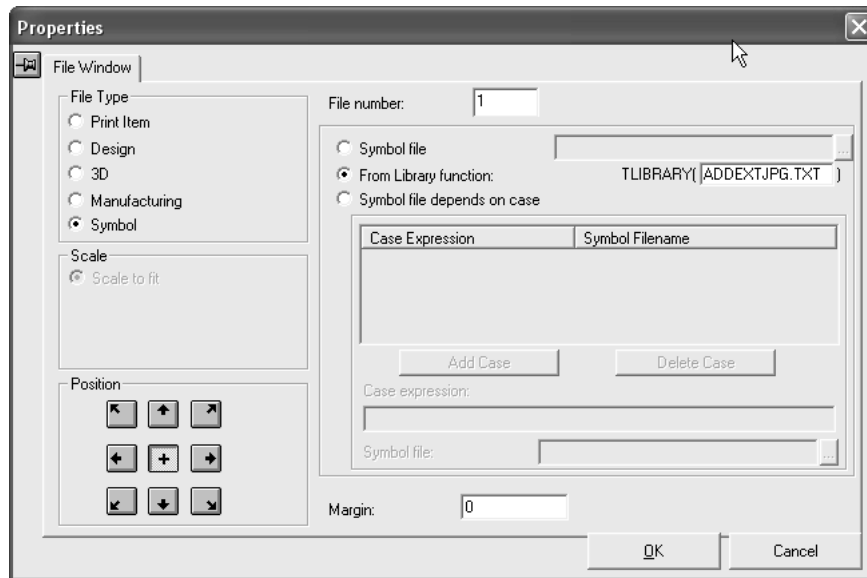 Properties
File Window
File Type
Print Item
Design
3D
Manufacturing
Symbol
Scale
Scale to fit
Position
File number: 1
Symbol file ...
From Library function: TLIBRARY( ADDEXTJPG.TXT )
Symbol file depends on case
Case Expression Symbol Filename
Add Case Delete Case
Case expression:
Symbol file: ...
Margin: 0
OK Cancel